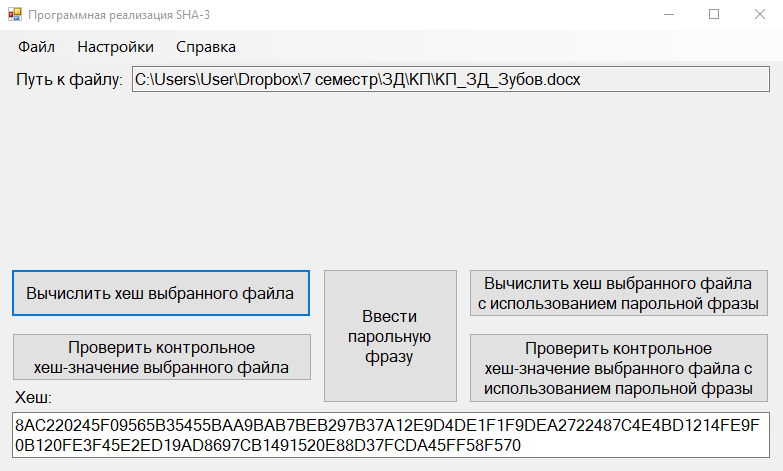 Программная реализация SHA-3
Файл Настройки Справка
Путь к файлу: C:\Users\User\Dropbox\7 семестр\ЗД\КП\КП_ЗД_Зубов.docx
Вычислить хеш выбранного файла
Ввести
парольную
фразу
Вычислить хеш выбранного файла
с использованием парольной фразы
Проверить контрольное
хеш-значение выбранного файла
Проверить контрольное
хеш-значение выбранного файла с
использованием парольной фразы
Хеш:
8AC220245F09565B35455BAA9BAB7BEB297B37A12E9D4DE1F1F9DEA2722487C4E4BD1214FE9F
0B120FE3F45E2ED19AD8697CB1491520E88D37FCDA45FF58F570